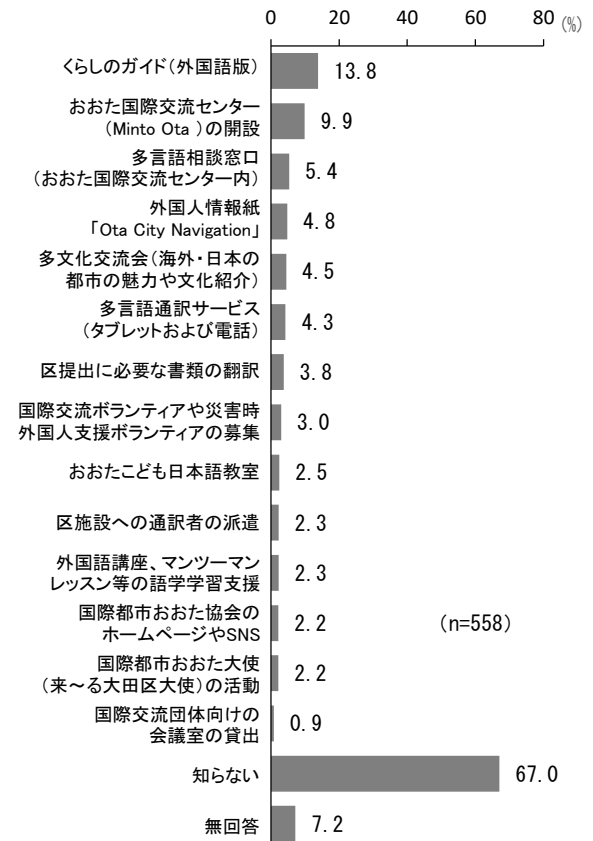 0 20 40 60 80 (%)
くらしのガイド（外国語版） 13.8
おおた国際交流センター
（Minto Ota ）の開設 9.9
多言語相談窓口
（おおた国際交流センター内） 5.4
外国人情報紙
「Ota City Navigation」 4.8
多文化交流会（海外・日本の
都市の魅力や文化紹介） 4.5
多言語通訳サービス
（タブレットおよび電話） 4.3
区提出に必要な書類の翻訳 3.8
国際交流ボランティアや災害時
外国人支援ボランティアの募集 3.0
おおたこども日本語教室 2.5
区施設への通訳者の派遣 2.3
外国語講座、マンツーマン
レッスン等の語学学習支援 2.3
国際都市おおた協会の
ホームページやSNS 2.2 （n=558）
国際都市おおた大使
（来～る大田区大使）の活動 2.2
国際交流団体向けの
会議室の貸出 0.9
知らない 67.0
無回答 7.2